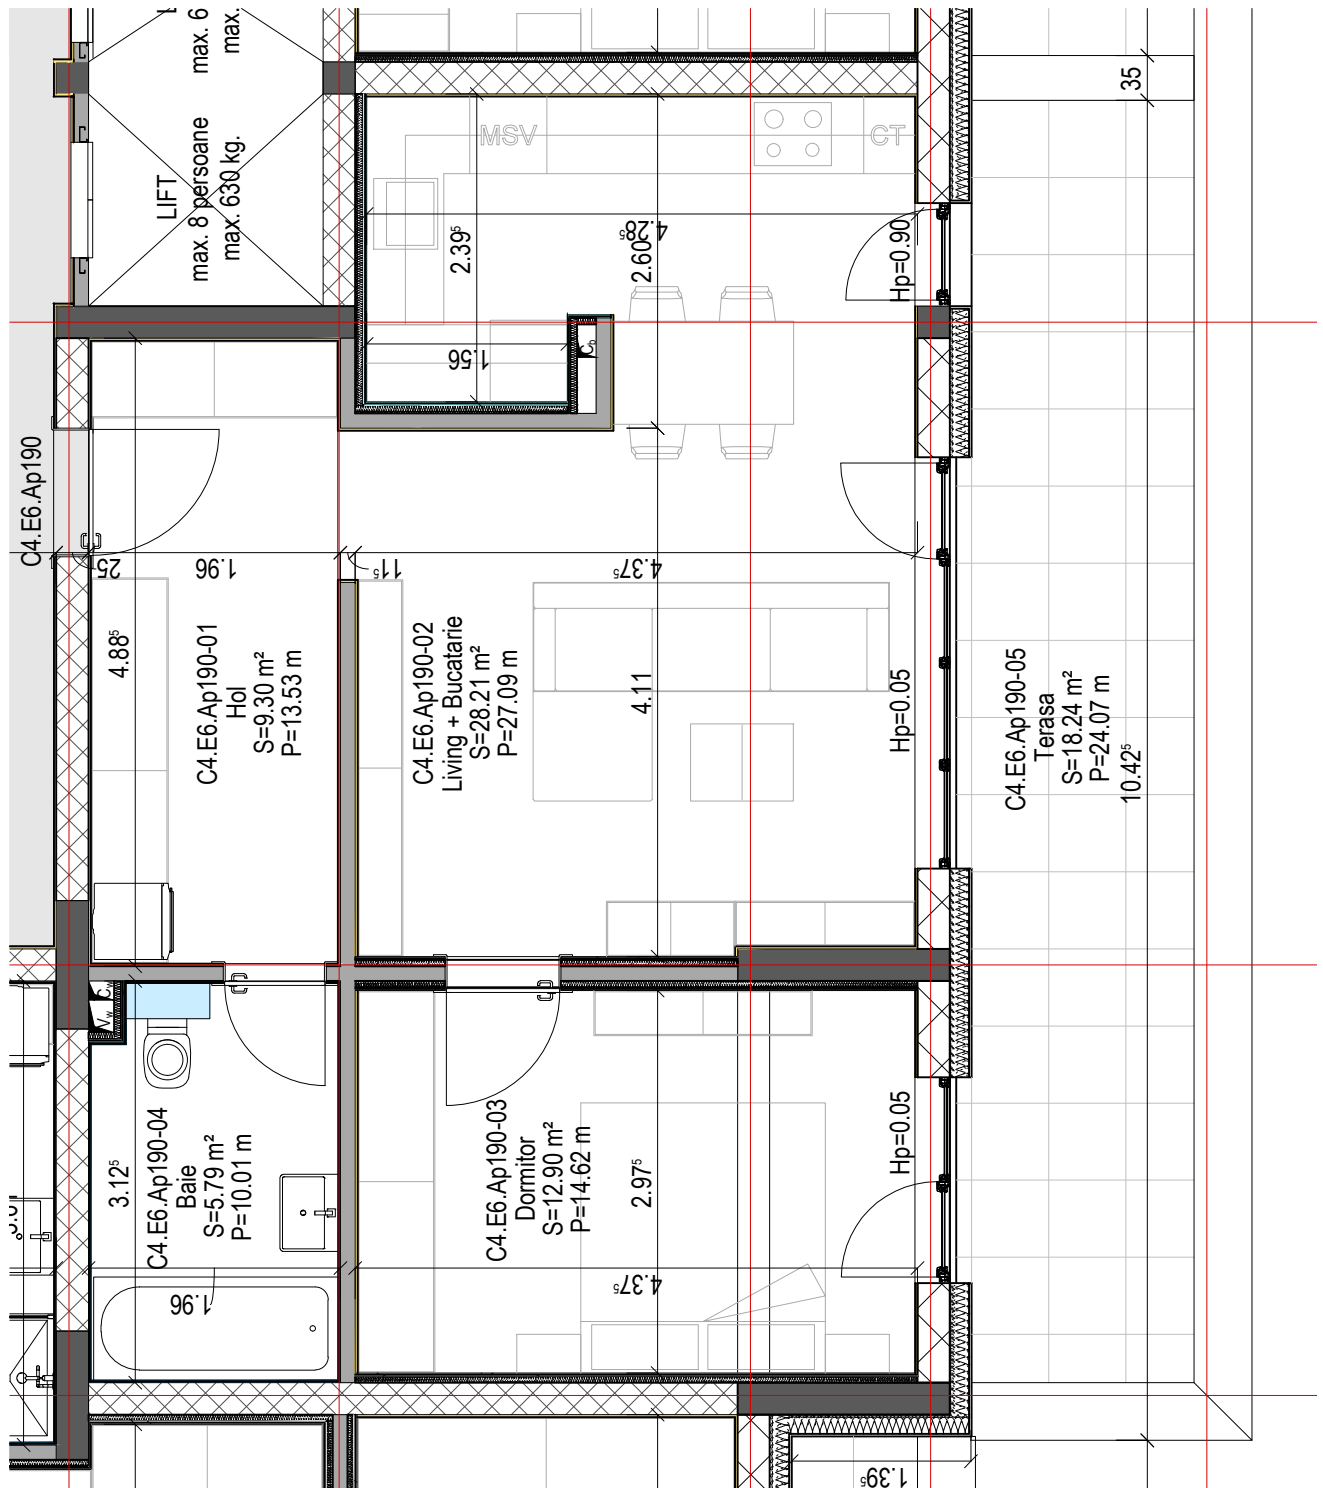 max. 6
max.
LIFT
max. 8 persoane
max. 630 kg.
MSV
CT
35
2.39⁵
4.28⁵
2.60
Hp=0.90
1.56
C_b
C4.E6.Ap190
25
1.96
11⁵
4.37⁵
4.88⁵
C4.E6.Ap190-01
Hol
S=9.30 m²
P=13.53 m
C4.E6.Ap190-02
Living + Bucatarie
S=28.21 m²
P=27.09 m
4.11
Hp=0.05
C4.E6.Ap190-05
Terasa
S=18.24 m²
P=24.07 m
10.42⁵
C_w
V_w
3.12⁵
C4.E6.Ap190-04
Baie
S=5.79 m²
P=10.01 m
C4.E6.Ap190-03
Dormitor
S=12.90 m²
P=14.62 m
2.97⁵
Hp=0.05
1.96
4.37⁵
1.39⁵